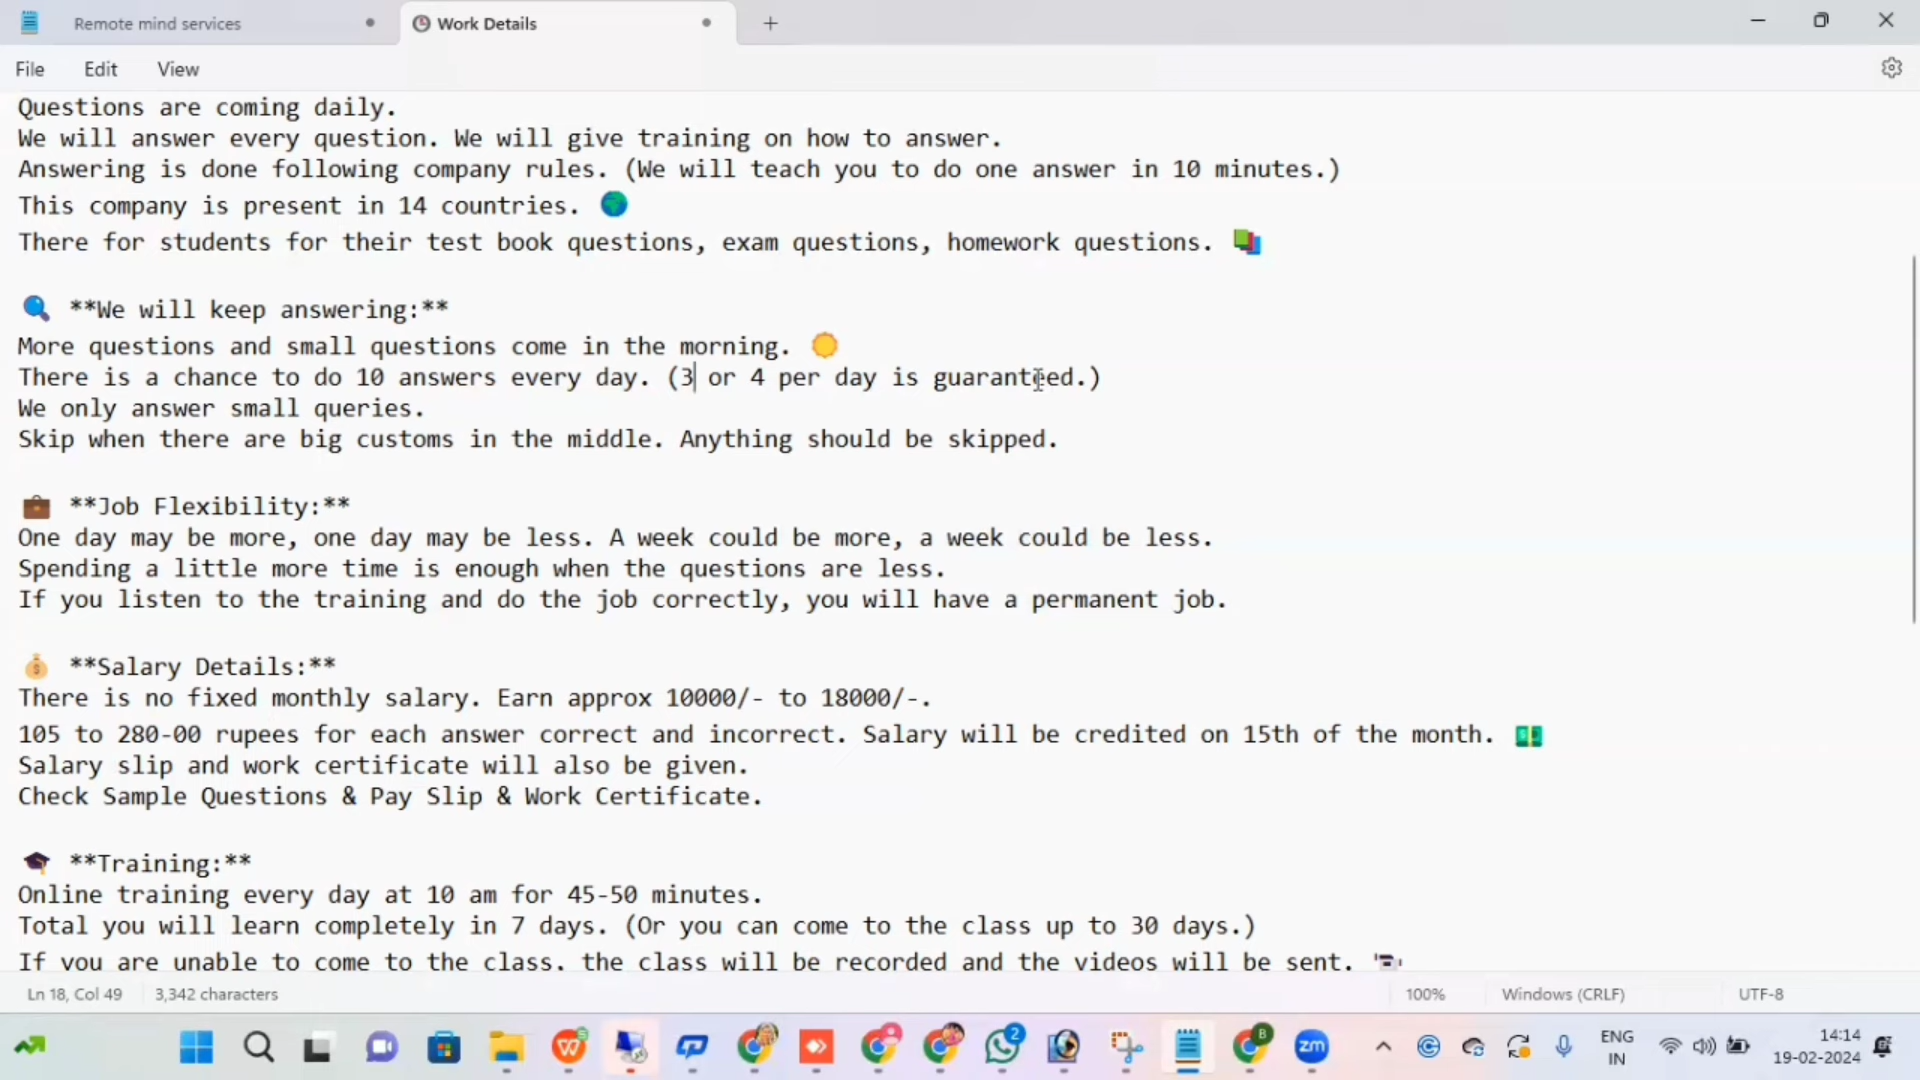 Remote mind services
Work Details
File Edit View
Questions are coming daily.
We will answer every question. We will give training on how to answer.
Answering is done following company rules. (We will teach you to do one answer in 10 minutes.)
This company is present in 14 countries.
There for students for their test book questions, exam questions, homework questions.
**We will keep answering:**
More questions and small questions come in the morning.
There is a chance to do 10 answers every day. (3 or 4 per day is guaranteed.)
We only answer small queries.
Skip when there are big customs in the middle. Anything should be skipped.
**Job Flexibility:**
One day may be more, one day may be less. A week could be more, a week could be less.
Spending a little more time is enough when the questions are less.
If you listen to the training and do the job correctly, you will have a permanent job.
**Salary Details:**
There is no fixed monthly salary. Earn approx 10000/- to 18000/-.
105 to 280-00 rupees for each answer correct and incorrect. Salary will be credited on 15th of the month.
Salary slip and work certificate will also be given.
Check Sample Questions & Pay Slip & Work Certificate.
**Training:**
Online training every day at 10 am for 45-50 minutes.
Total you will learn completely in 7 days. (Or you can come to the class up to 30 days.)
If you are unable to come to the class, the class will be recorded and the videos will be sent.
Ln 18, Col 49 3,342 characters 100% Windows (CRLF) UTF-8
2
B
zm
ENG
IN
14:14
19-02-2024